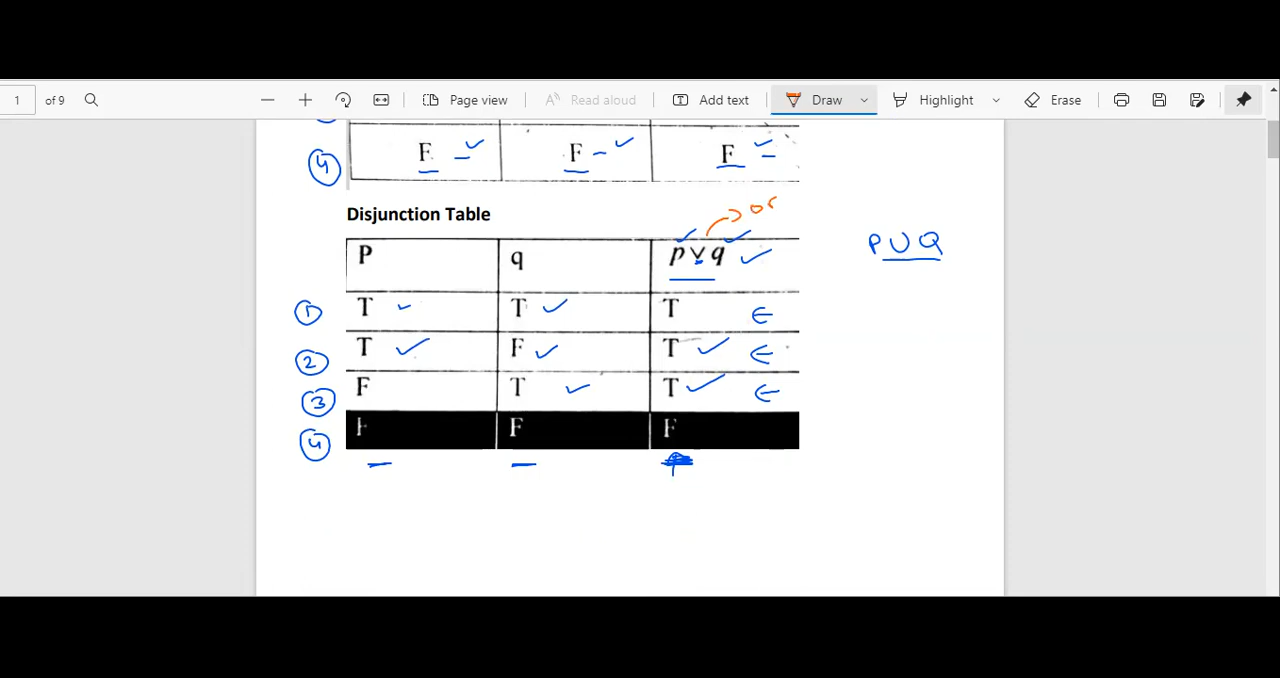 1 of 9 Page view Read aloud Add text Draw Highlight Erase
4 F F F
Disjunction Table
or
P q p∨q P∪Q
1 T T T
2 T F T
3 F T T
4 F F F